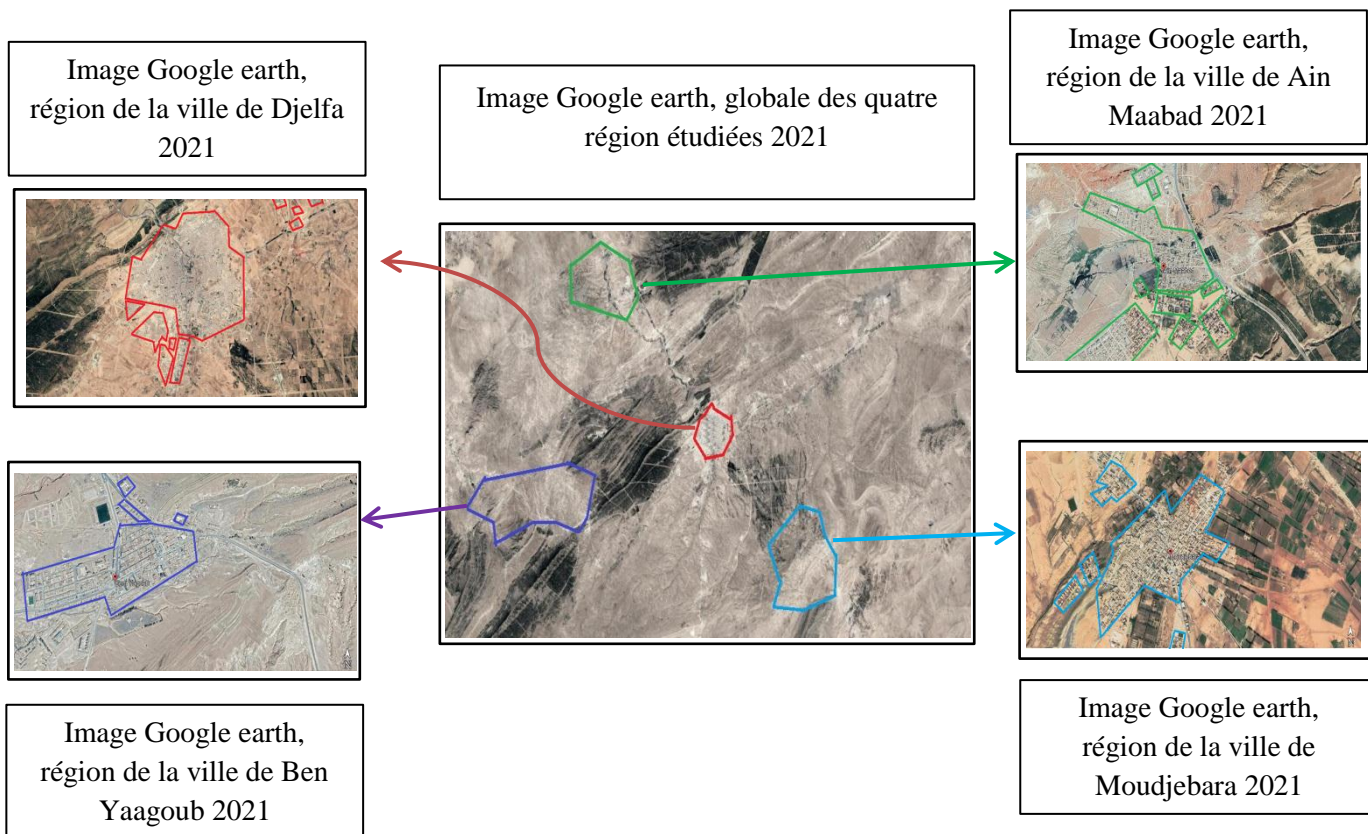 Image Google earth,
région de la ville de Djelfa
2021
Image Google earth, globale des quatre
région étudiées 2021
Image Google earth,
région de la ville de Ain
Maabad 2021
Image Google earth,
région de la ville de Ben
Yaagoub 2021
Image Google earth,
région de la ville de
Moudjebara 2021